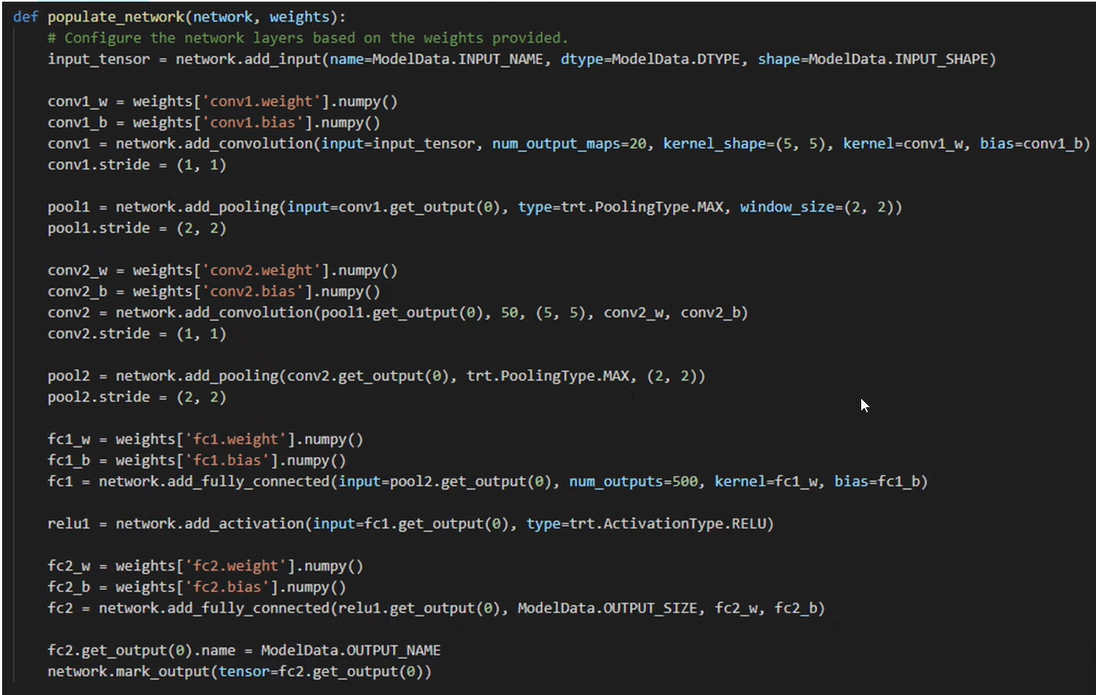 def populate_network(network, weights):
    # Configure the network layers based on the weights provided.
    input_tensor = network.add_input(name=ModelData.INPUT_NAME, dtype=ModelData.DTYPE, shape=ModelData.INPUT_SHAPE)

    conv1_w = weights['conv1.weight'].numpy()
    conv1_b = weights['conv1.bias'].numpy()
    conv1 = network.add_convolution(input=input_tensor, num_output_maps=20, kernel_shape=(5, 5), kernel=conv1_w, bias=conv1_b)
    conv1.stride = (1, 1)

    pool1 = network.add_pooling(input=conv1.get_output(0), type=trt.PoolingType.MAX, window_size=(2, 2))
    pool1.stride = (2, 2)

    conv2_w = weights['conv2.weight'].numpy()
    conv2_b = weights['conv2.bias'].numpy()
    conv2 = network.add_convolution(pool1.get_output(0), 50, (5, 5), conv2_w, conv2_b)
    conv2.stride = (1, 1)

    pool2 = network.add_pooling(conv2.get_output(0), trt.PoolingType.MAX, (2, 2))
    pool2.stride = (2, 2)

    fc1_w = weights['fc1.weight'].numpy()
    fc1_b = weights['fc1.bias'].numpy()
    fc1 = network.add_fully_connected(input=pool2.get_output(0), num_outputs=500, kernel=fc1_w, bias=fc1_b)

    relu1 = network.add_activation(input=fc1.get_output(0), type=trt.ActivationType.RELU)

    fc2_w = weights['fc2.weight'].numpy()
    fc2_b = weights['fc2.bias'].numpy()
    fc2 = network.add_fully_connected(relu1.get_output(0), ModelData.OUTPUT_SIZE, fc2_w, fc2_b)

    fc2.get_output(0).name = ModelData.OUTPUT_NAME
    network.mark_output(tensor=fc2.get_output(0))